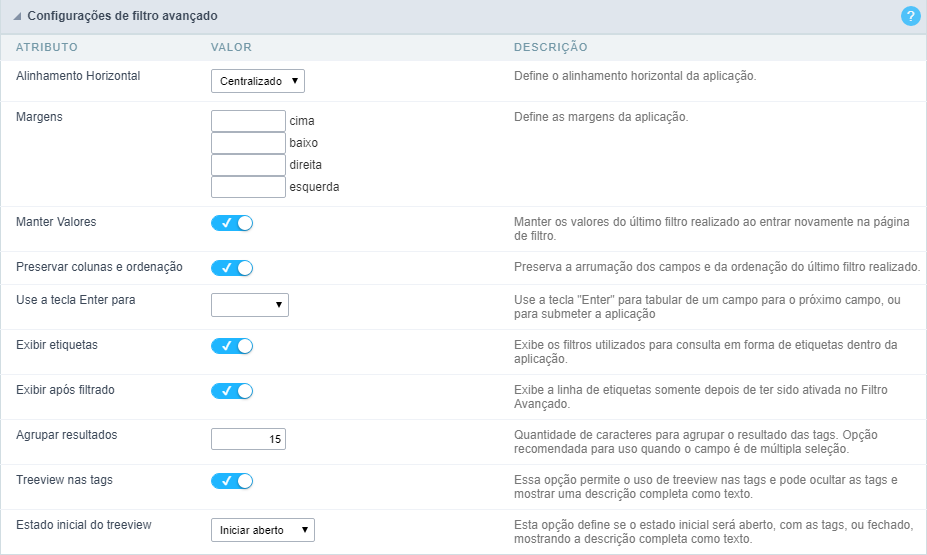 Configurações de filtro avançado
?
ATRIBUTO VALOR DESCRIÇÃO
Alinhamento Horizontal Centralizado Define o alinhamento horizontal da aplicação.
Margens cima Define as margens da aplicação.
baixo
direita
esquerda
Manter Valores Manter os valores do último filtro realizado ao entrar novamente na página
de filtro.
Preservar colunas e ordenação Preserva a arrumação dos campos e da ordenação do último filtro realizado.
Use a tecla Enter para Use a tecla "Enter" para tabular de um campo para o próximo campo, ou
para submeter a aplicação
Exibir etiquetas Exibe os filtros utilizados para consulta em forma de etiquetas dentro da
aplicação.
Exibir após filtrado Exibe a linha de etiquetas somente depois de ter sido ativada no Filtro
Avançado.
Agrupar resultados 15 Quantidade de caracteres para agrupar o resultado das tags. Opção
recomendada para uso quando o campo é de múltipla seleção.
Treeview nas tags Essa opção permite o uso de treeview nas tags e pode ocultar as tags e
mostrar uma descrição completa como texto.
Estado inicial do treeview Iniciar aberto Esta opção define se o estado inicial será aberto, com as tags, ou fechado,
mostrando a descrição completa como texto.